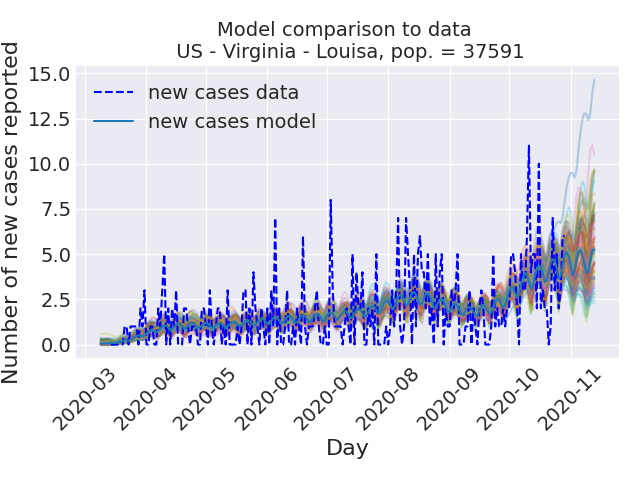 Model comparison to data
US - Virginia - Louisa, pop. = 37591
new cases data
new cases model
Number of new cases reported
15.0
12.5
10.0
7.5
5.0
2.5
0.0
2020-03
2020-04
2020-05
2020-06
2020-07
2020-08
2020-09
2020-10
2020-11
Day